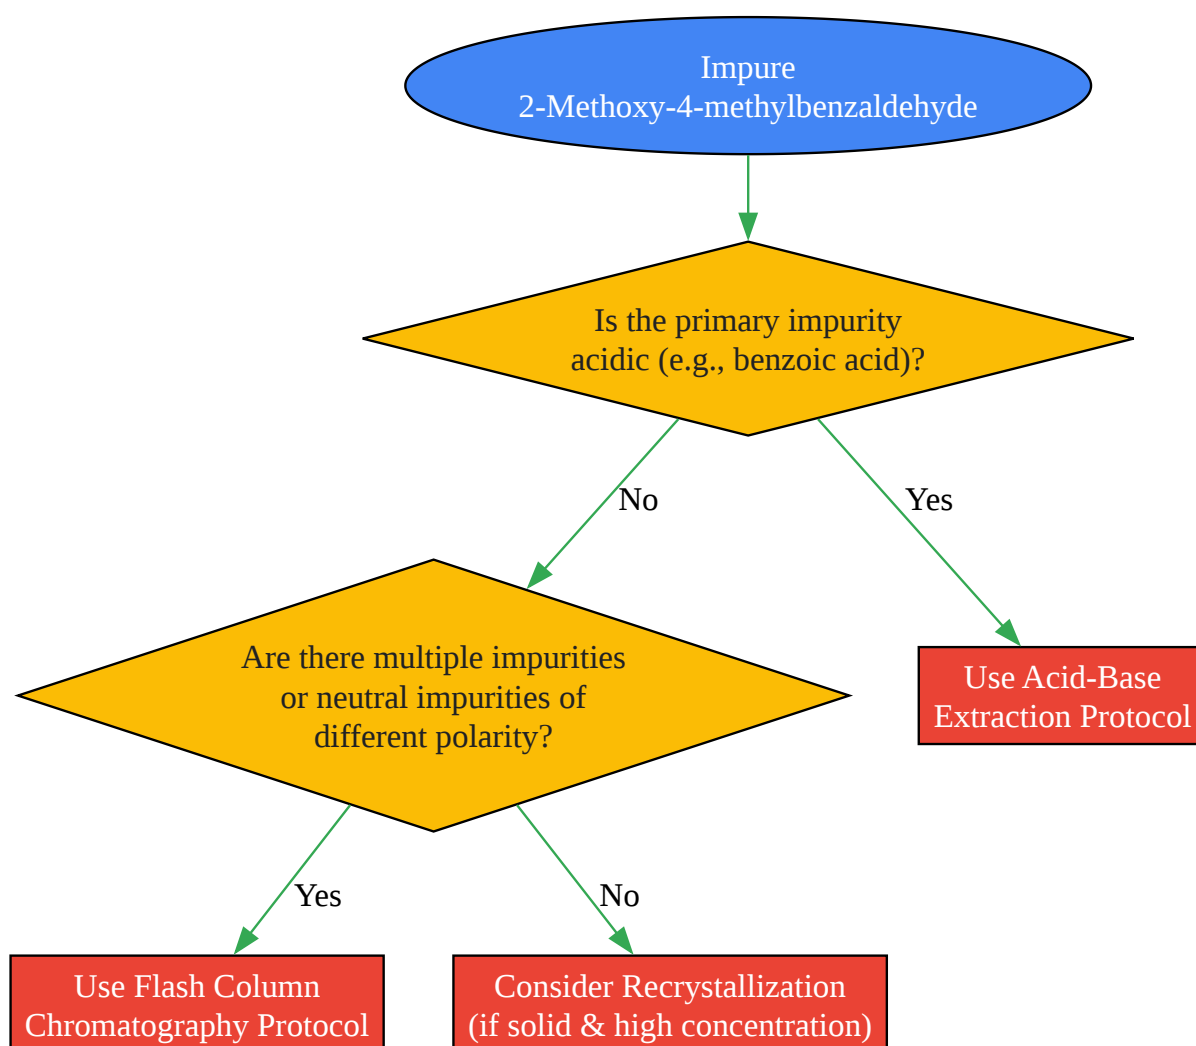 Impure
2-Methoxy-4-methylbenzaldehyde
Is the primary impurity
acidic (e.g., benzoic acid)?
No
Yes
Are there multiple impurities
or neutral impurities of
different polarity?
Use Acid-Base
Extraction Protocol
Yes
No
Use Flash Column
Chromatography Protocol
Consider Recrystallization
(if solid & high concentration)